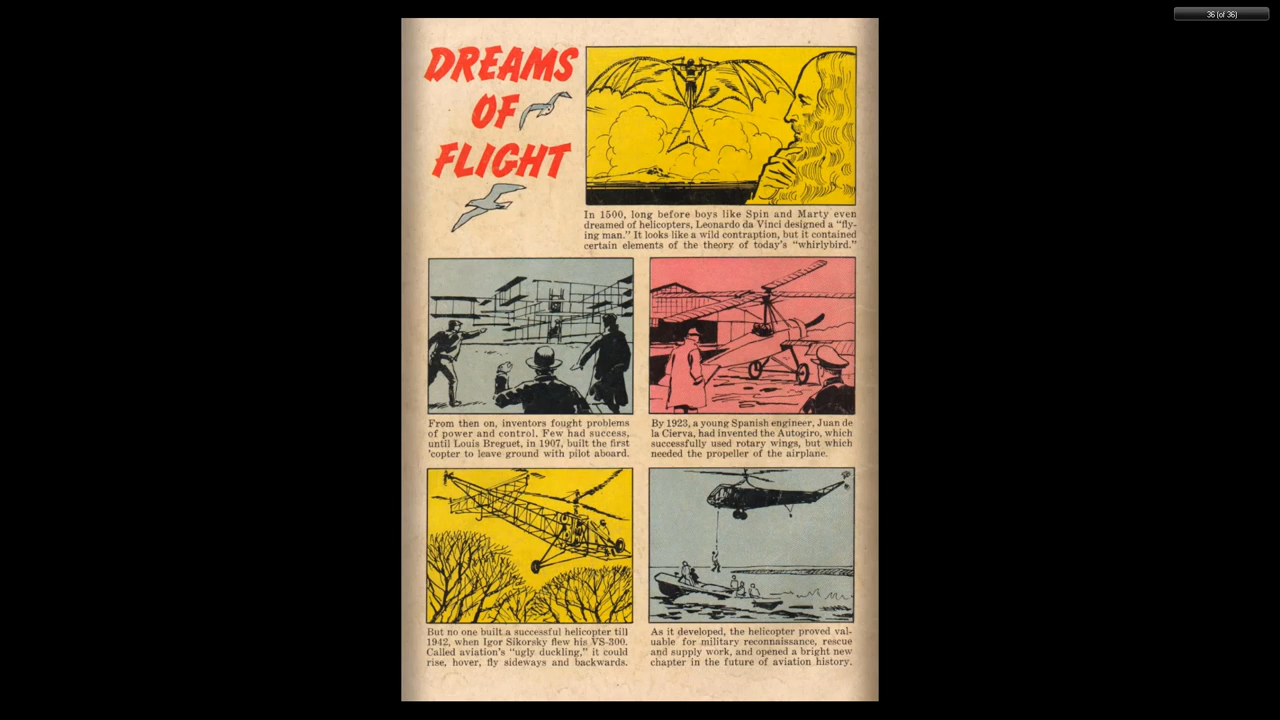 36 (of 36)
DREAMS
OF
FLIGHT
In 1500, long before boys like Spin and Marty even
dreamed of helicopters, Leonardo da Vinci designed a “fly-
ing man.” It looks like a wild contraption, but it contained
certain elements of the theory of today’s “whirlybird.”
From then on, inventors fought problems
of power and control. Few had success,
until Louis Breguet, in 1907, built the first
’copter to leave ground with pilot aboard.
By 1923, a young Spanish engineer, Juan de
la Cierva, had invented the Autogiro, which
successfully used rotary wings, but which
needed the propeller of the airplane.
But no one built a successful helicopter till
1942, when Igor Sikorsky flew his VS-300.
Called aviation’s “ugly duckling,” it could
rise, hover, fly sideways and backwards.
As it developed, the helicopter proved val-
uable for military reconnaissance, rescue
and supply work, and opened a bright new
chapter in the future of aviation history.